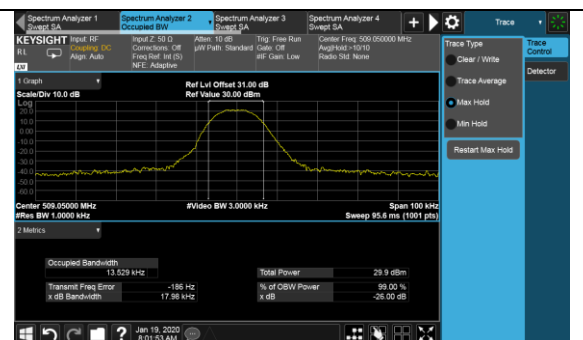 Spectrum Analyzer 1
Swept SA
Spectrum Analyzer 2
Occupied BW
Spectrum Analyzer 3
Swept SA
Spectrum Analyzer 4
Swept SA
+
Trace
KEYSIGHT
RL
LXI
Input: RF
Coupling: DC
Align: Auto
Input Z: 50 Ω
Corrections: Off
Freq Ref: Int (S)
NFE: Adaptive
Atten: 10 dB
µW Path: Standard
Trig: Free Run
Gate: Off
#IF Gain: Low
Center Freq: 509.050000 MHz
Avg|Hold:>10/10
Radio Std: None
Trace Type
Clear / Write
Trace Average
Max Hold
Min Hold
Restart Max Hold
Trace Control
Detector
1 Graph
Scale/Div 10.0 dB
Ref Lvl Offset 31.00 dB
Ref Value 30.00 dBm
Log
20.0
10.0
0.00
-10.0
-20.0
-30.0
-40.0
-50.0
-60.0
Center 509.05000 MHz
#Res BW 1.0000 kHz
#Video BW 3.0000 kHz
Span 100 kHz
Sweep 95.6 ms (1001 pts)
2 Metrics
Occupied Bandwidth
13.529 kHz
Total Power 29.9 dBm
Transmit Freq Error -186 Hz
% of OBW Power 99.00 %
x dB Bandwidth 17.98 kHz
x dB -26.00 dB
?
Jan 19, 2020
8:01:53 AM